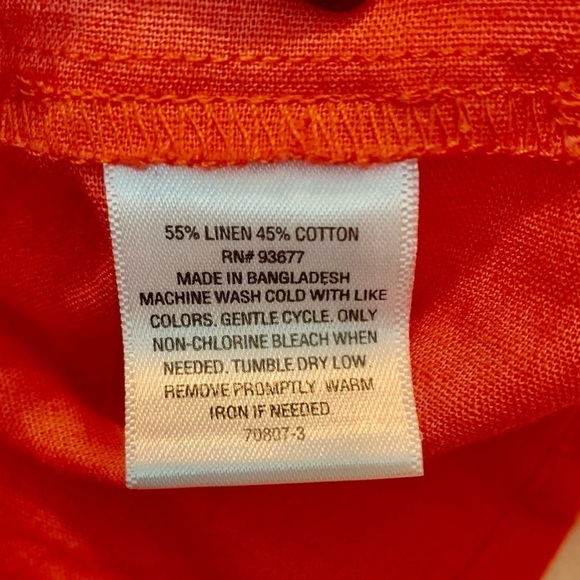 55% LINEN 45% COTTON
RN# 93677
MADE IN BANGLADESH
MACHINE WASH COLD WITH LIKE
COLORS. GENTLE CYCLE. ONLY
NON-CHLORINE BLEACH WHEN
NEEDED. TUMBLE DRY LOW
REMOVE PROMPTLY. WARM
IRON IF NEEDED
70807-3